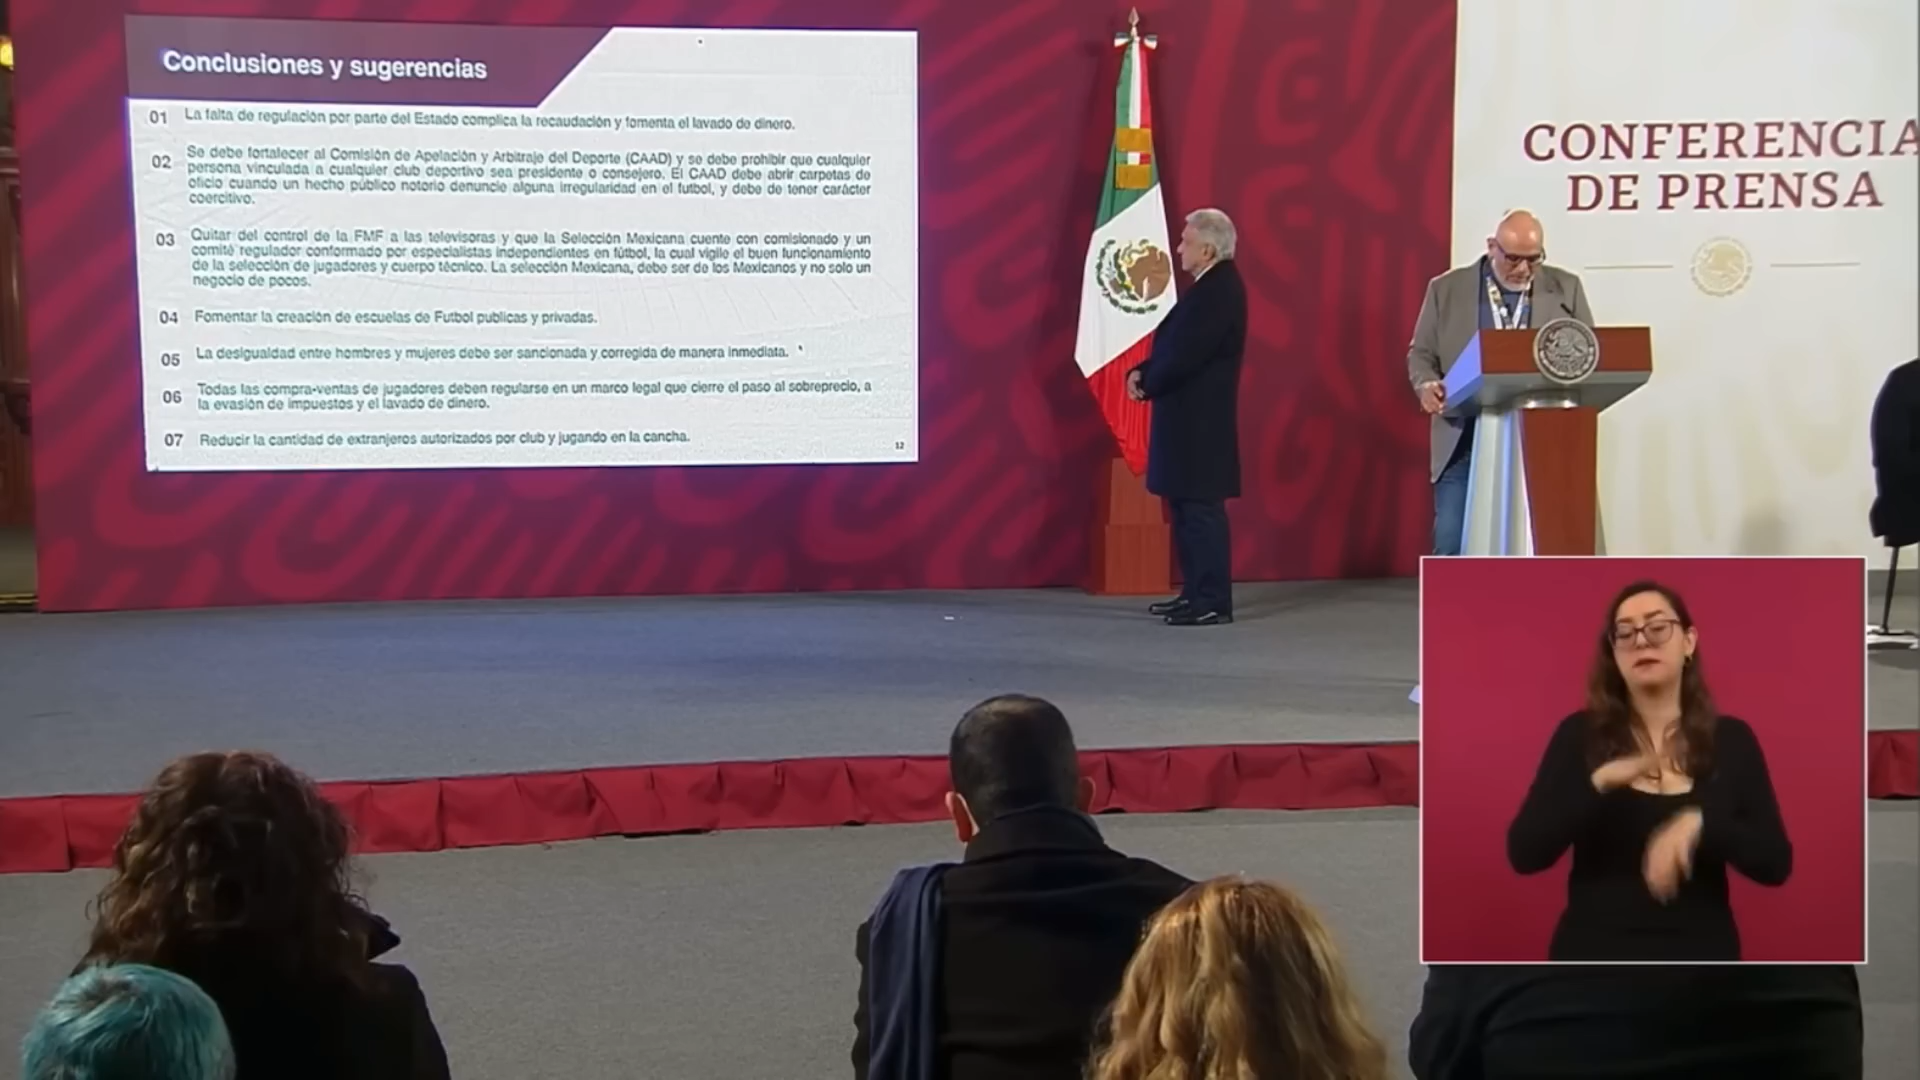 Conclusiones y sugerencias
01 La falta de regulación por parte del Estado complica la recaudación y fomenta el lavado de dinero.
02 Se debe fortalecer al Comisión de Apelación y Arbitraje del Deporte (CAAD) y se debe prohibir que cualquier
persona vinculada a cualquier club deportivo sea presidente o consejero. El CAAD debe abrir carpetas de
oficio cuando un hecho público notorio denuncie alguna irregularidad en el futbol, y debe de tener carácter
coercitivo.
03 Quitar del control de la FMF a las televisoras y que la Selección Mexicana cuente con comisionado y un
comité regulador conformado por especialistas independientes en fútbol, la cual vigile el buen funcionamiento
de la selección de jugadores y cuerpo técnico. La selección Mexicana, debe ser de los Mexicanos y no solo un
negocio de pocos.
04 Fomentar la creación de escuelas de Futbol publicas y privadas.
05 La desigualdad entre hombres y mujeres debe ser sancionada y corregida de manera inmediata.
06 Todas las compra-ventas de jugadores deben regularse en un marco legal que cierre el paso al sobreprecio, a
la evasión de impuestos y el lavado de dinero.
07 Reducir la cantidad de extranjeros autorizados por club y jugando en la cancha.
12
CONFERENCIA
DE PRENSA